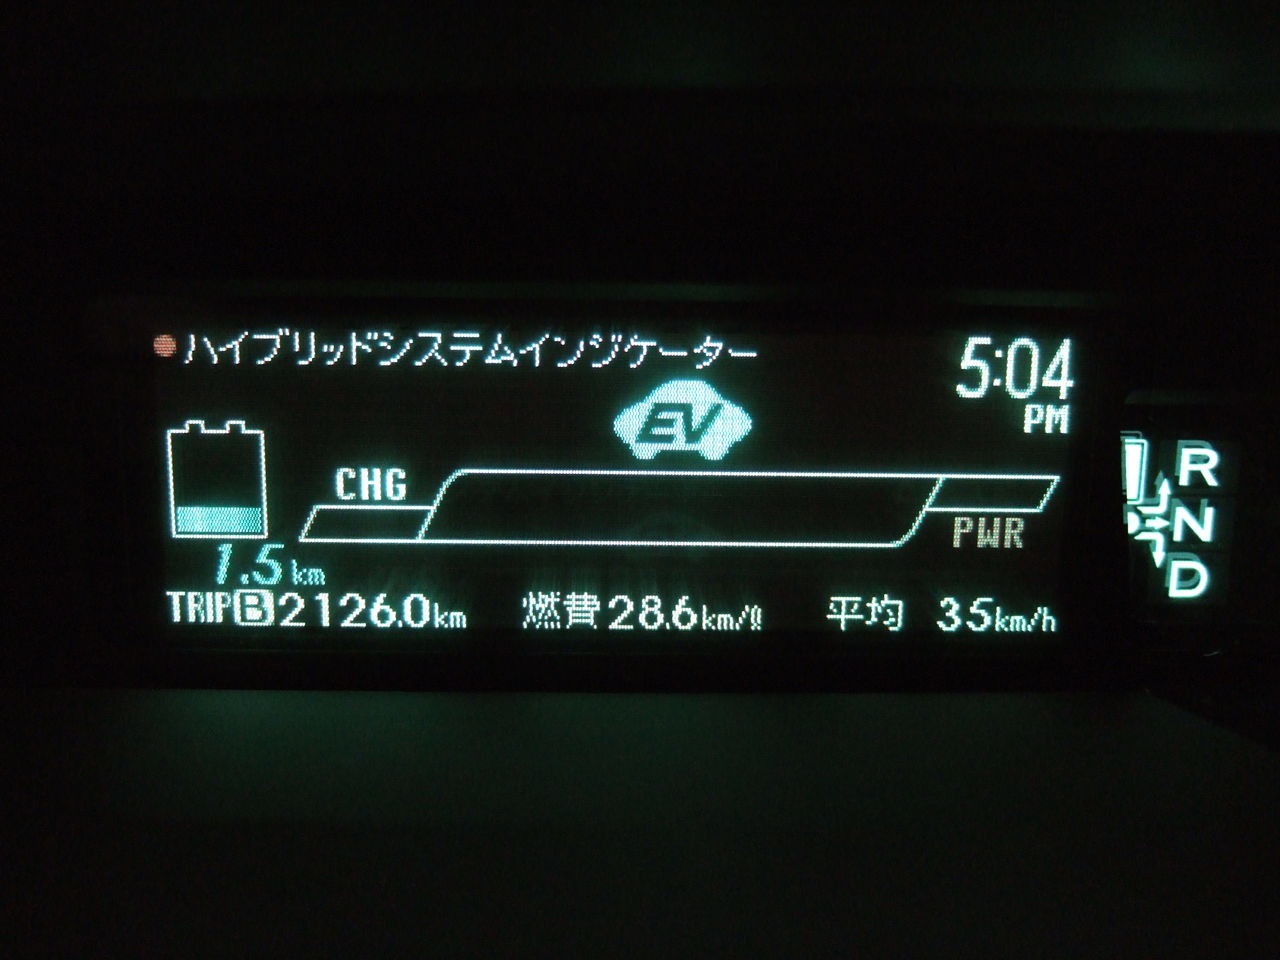 ハイブリッドシステムインジケーター
5:04
PM
EV
CHG
PWR
1.5km
TRIP B 2126.0km 燃費 28.6km/ℓ 平均 35km/h
R
N
D